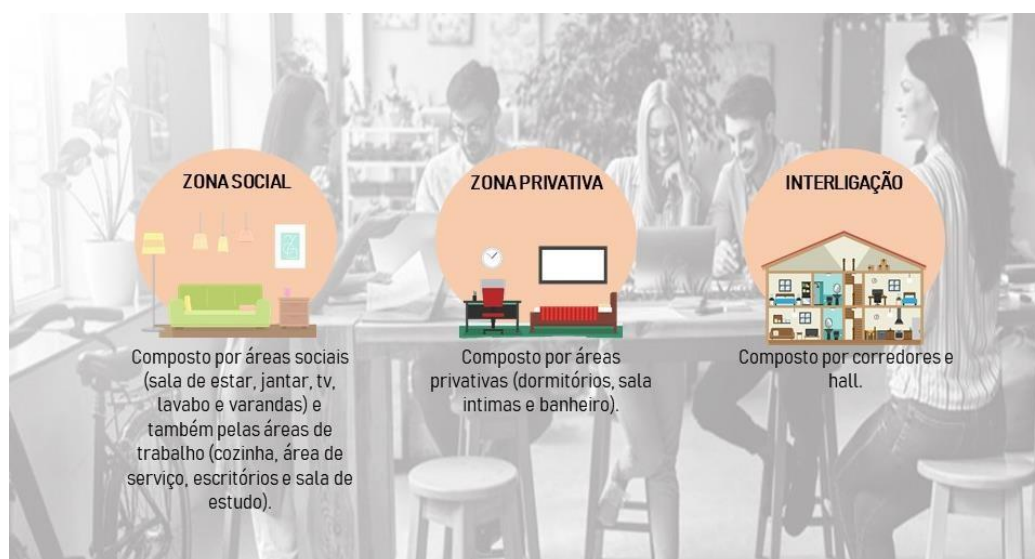 ZONA SOCIAL
Composto por áreas sociais
(sala de estar, jantar, tv,
lavabo e varandas) e
também pelas áreas de
trabalho (cozinha, área de
serviço, escritórios e sala de
estudo).
ZONA PRIVATIVA
Composto por áreas
privativas (dormitórios, sala
intimas e banheiro).
INTERLIGAÇÃO
Composto por corredores e
hall.